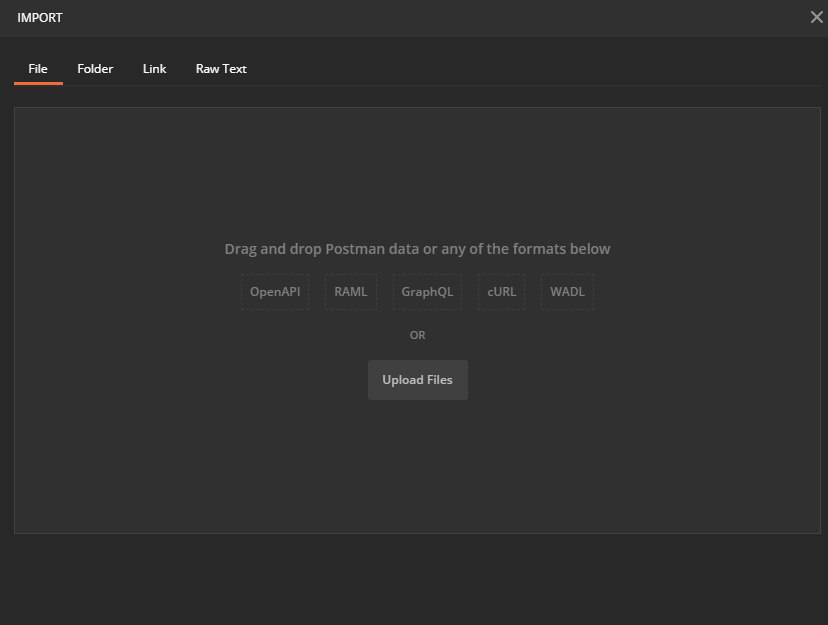 IMPORT
File Folder Link Raw Text
Drag and drop Postman data or any of the formats below
OpenAPI RAML GraphQL cURL WADL
OR
Upload Files